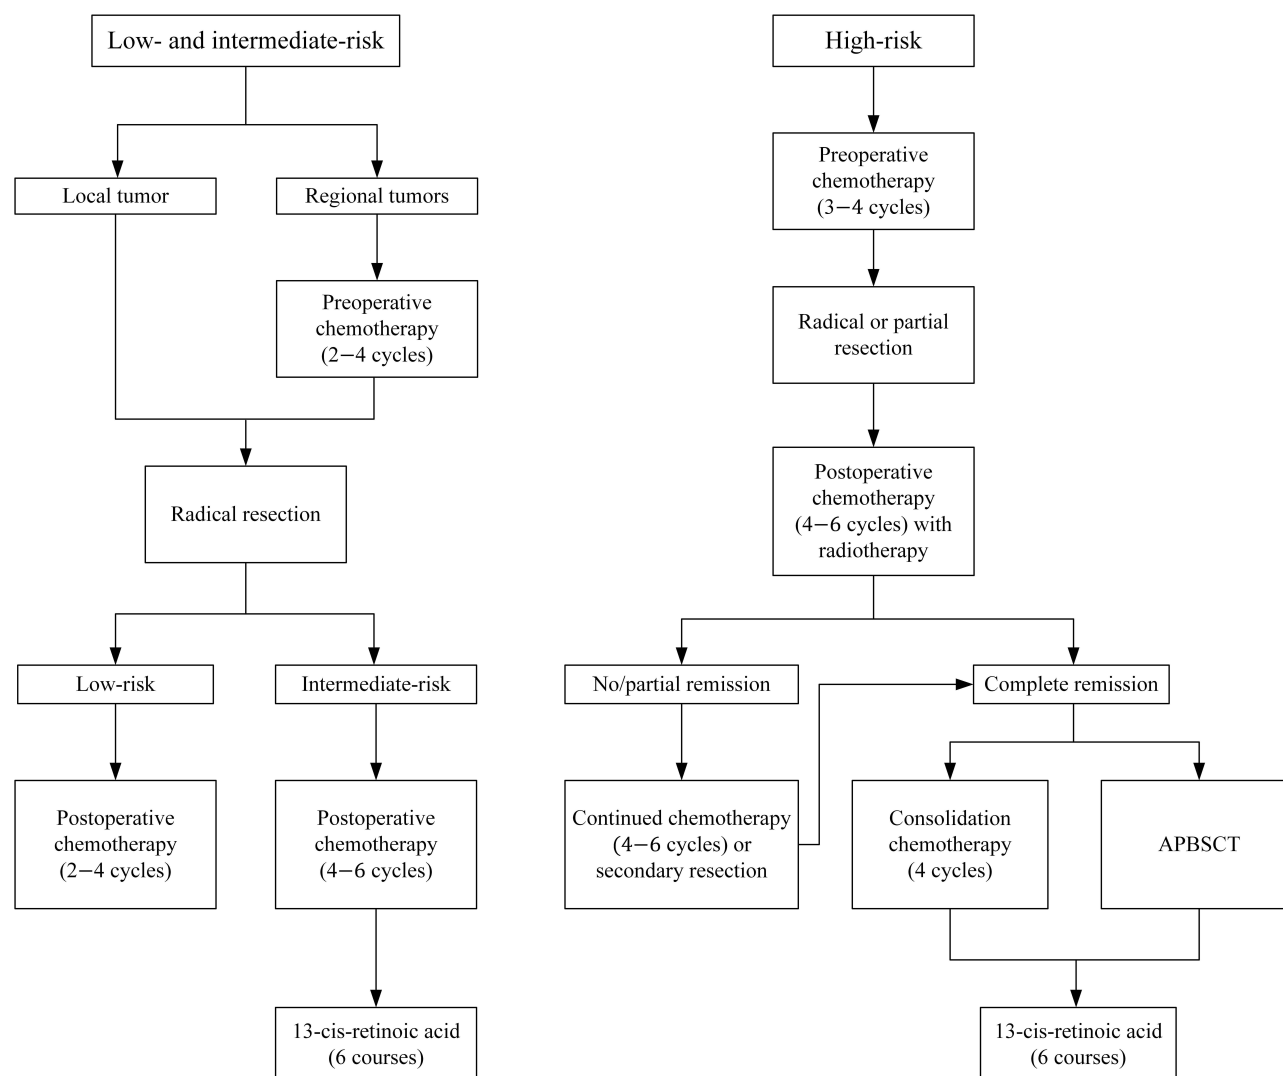 Low- and intermediate-risk
Local tumor
Regional tumors
Preoperative
chemotherapy
(2−4 cycles)
Radical resection
Low-risk
Intermediate-risk
Postoperative
chemotherapy
(2−4 cycles)
Postoperative
chemotherapy
(4−6 cycles)
13-cis-retinoic acid
(6 courses)
High-risk
Preoperative
chemotherapy
(3−4 cycles)
Radical or partial
resection
Postoperative
chemotherapy
(4−6 cycles) with
radiotherapy
No/partial remission
Complete remission
Continued chemotherapy
(4−6 cycles) or
secondary resection
Consolidation
chemotherapy
(4 cycles)
APBSCT
13-cis-retinoic acid
(6 courses)